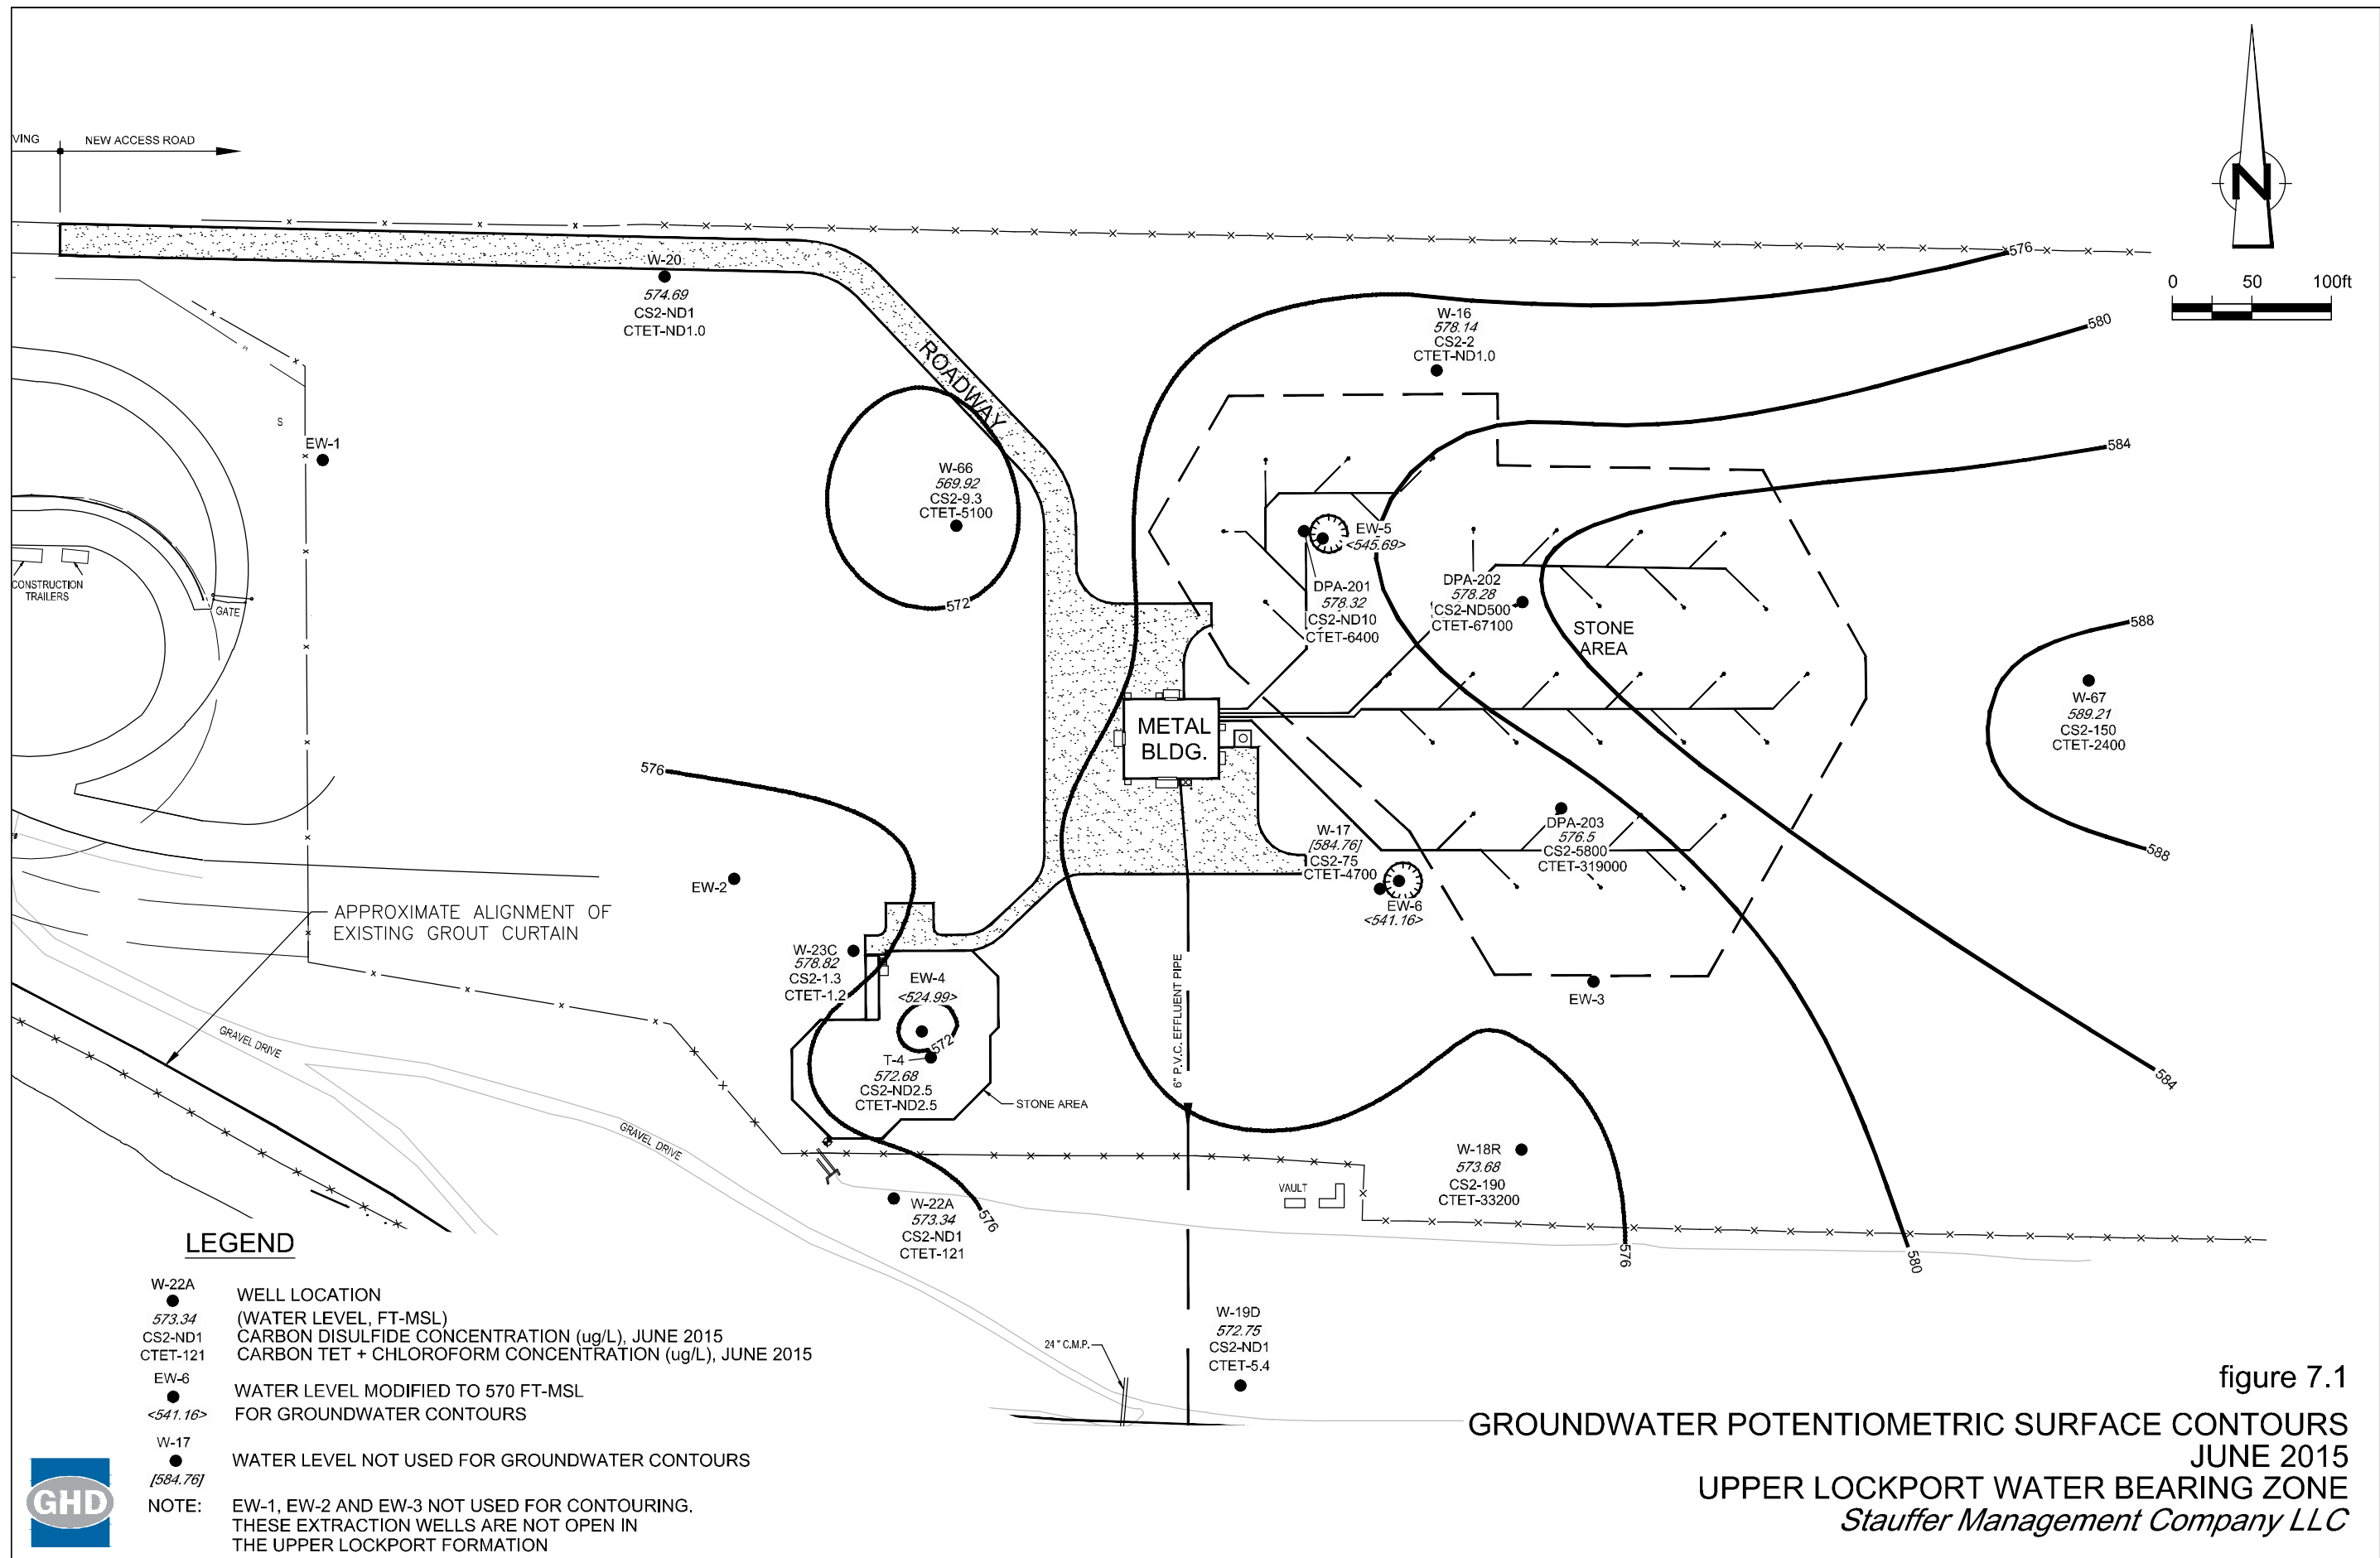 VING
NEW ACCESS ROAD
N
0 50 100ft
W-20
574.69
CS2-ND1
CTET-ND1.0
ROADWAY
576
580
584
W-16
578.14
CS2-2
CTET-ND1.0
EW-1
S
W-66
569.92
CS2-9.3
CTET-5100
572
EW-5
<545.69>
DPA-201
578.32
CS2-ND10
CTET-6400
DPA-202
578.28
CS2-ND500
CTET-67100
STONE
AREA
588
W-67
589.21
CS2-150
CTET-2400
588
CONSTRUCTION
TRAILERS
GATE
METAL
BLDG.
576
DPA-203
576.5
CS2-5800
CTET-319000
W-17
[584.76]
CS2-75
CTET-4700
EW-6
<541.16>
EW-2
APPROXIMATE ALIGNMENT OF
EXISTING GROUT CURTAIN
W-23C
578.82
CS2-1.3
CTET-1.2
EW-4
<524.99>
572
T-4
572.68
CS2-ND2.5
CTET-ND2.5
STONE AREA
6" P.V.C. EFFLUENT PIPE
EW-3
584
GRAVEL DRIVE
GRAVEL DRIVE
W-18R
573.68
CS2-190
CTET-33200
VAULT
W-22A
573.34
CS2-ND1
CTET-121
576
576
580
W-19D
572.75
CS2-ND1
CTET-5.4
24" C.M.P.
LEGEND
W-22A
573.34
CS2-ND1
CTET-121
WELL LOCATION
(WATER LEVEL, FT-MSL)
CARBON DISULFIDE CONCENTRATION (ug/L), JUNE 2015
CARBON TET + CHLOROFORM CONCENTRATION (ug/L), JUNE 2015
EW-6
<541.16>
WATER LEVEL MODIFIED TO 570 FT-MSL
FOR GROUNDWATER CONTOURS
W-17
[584.76]
WATER LEVEL NOT USED FOR GROUNDWATER CONTOURS
NOTE: EW-1, EW-2 AND EW-3 NOT USED FOR CONTOURING.
THESE EXTRACTION WELLS ARE NOT OPEN IN
THE UPPER LOCKPORT FORMATION
GHD
figure 7.1
GROUNDWATER POTENTIOMETRIC SURFACE CONTOURS
JUNE 2015
UPPER LOCKPORT WATER BEARING ZONE
Stauffer Management Company LLC